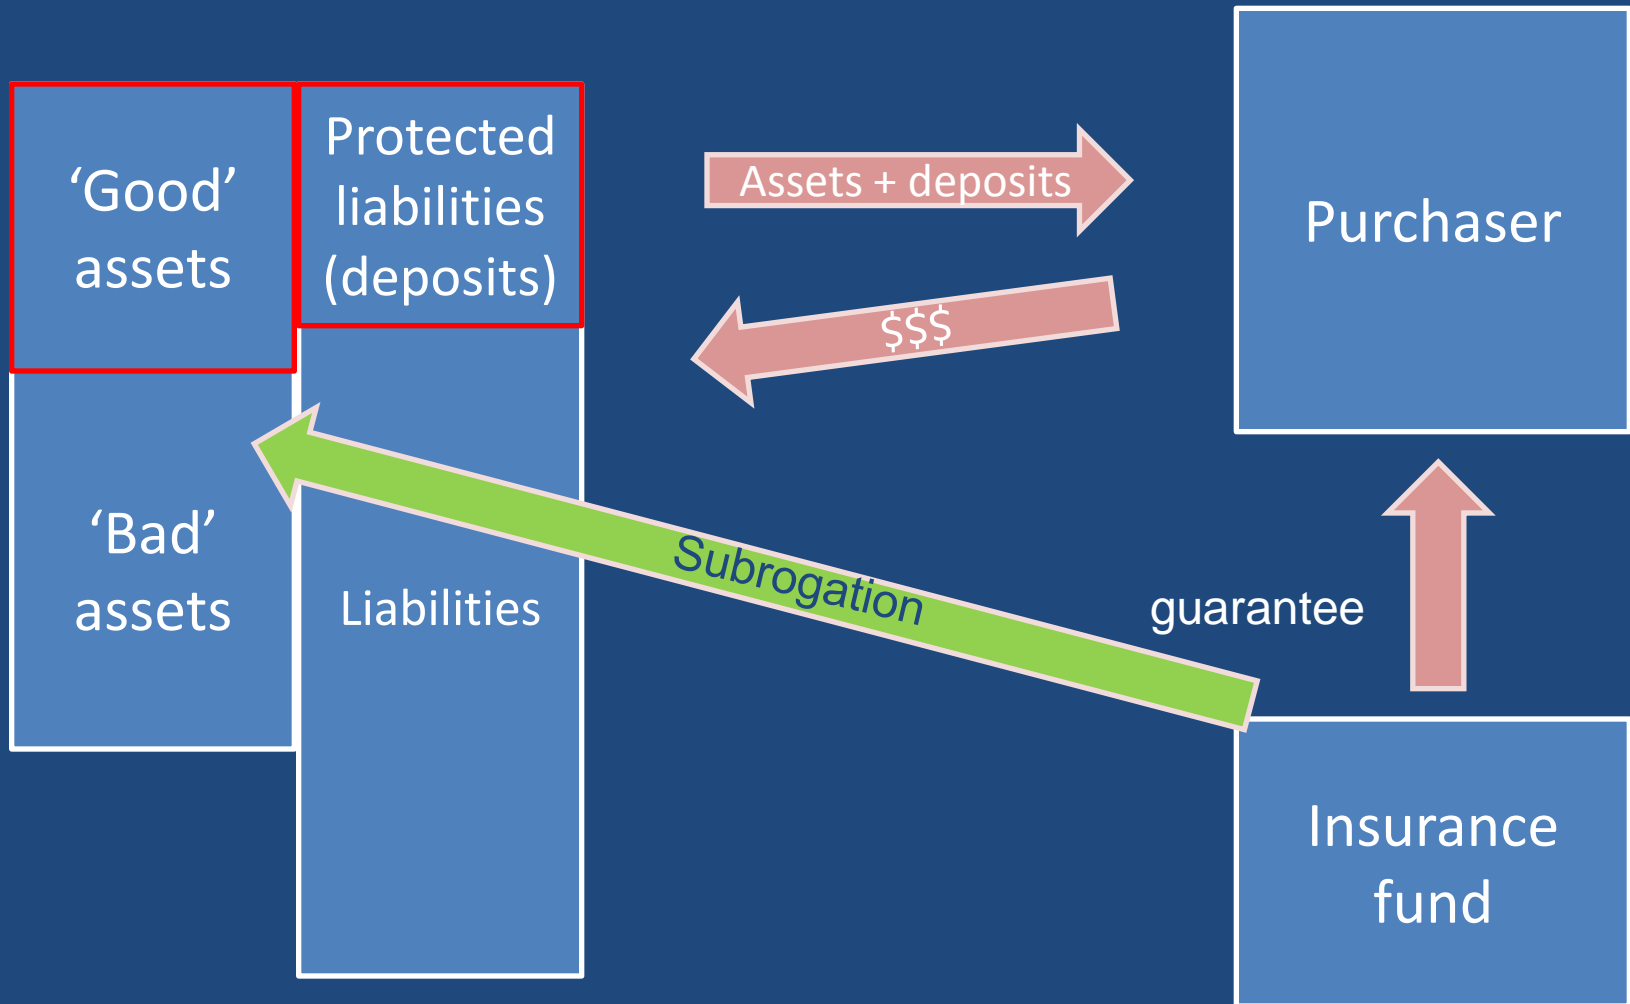 ‘Good’
assets
Protected
liabilities
(deposits)
Assets + deposits
$$$
Purchaser
‘Bad’
assets
Liabilities
Subrogation
guarantee
Insurance
fund